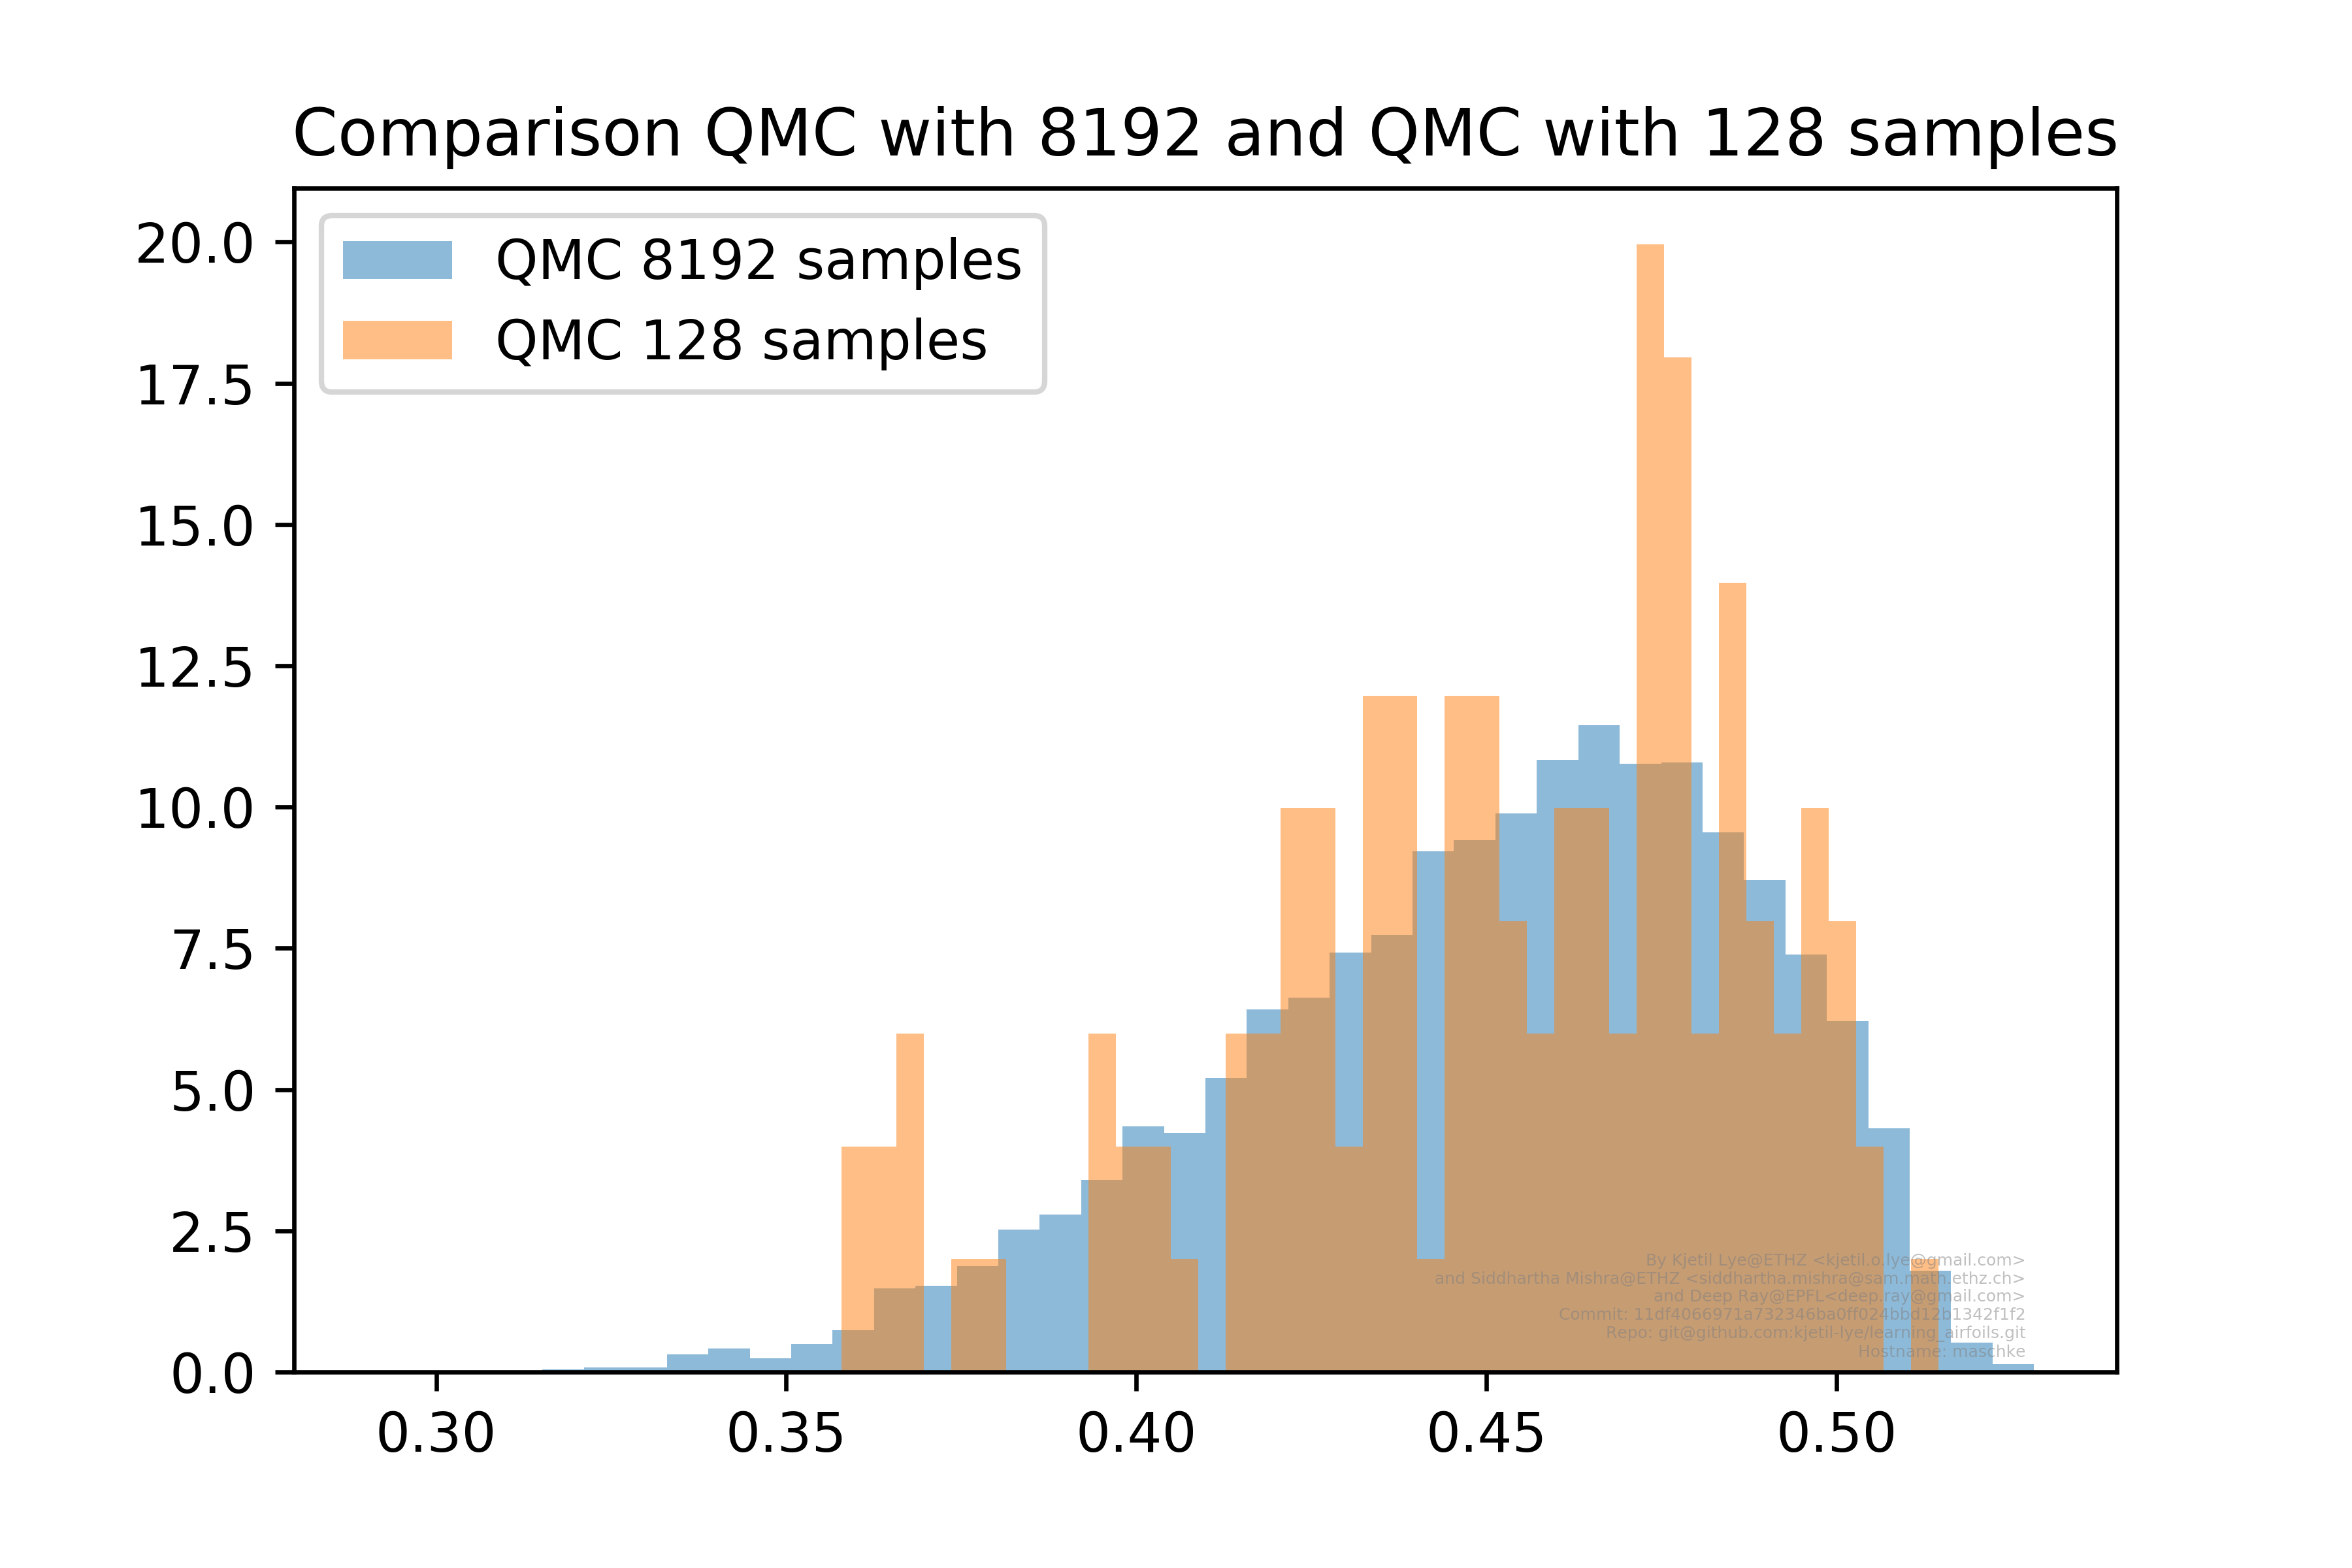 Comparison QMC with 8192 and QMC with 128 samples
QMC 8192 samples
QMC 128 samples
20.0
17.5
15.0
12.5
10.0
7.5
5.0
2.5
0.0
0.30
0.35
0.40
0.45
0.50
By Kjetil Lye@ETHZ <kjetil.o.lye@gmail.com>
and Siddhartha Mishra@ETHZ <siddhartha.mishra@sam.math.ethz.ch>
and Deep Ray@EPFL<deep.ray@gmail.com>
Commit: 11df4066971a732346ba0ff024bbd12b1342f1f2
Repo: git@github.com:kjetil-lye/learning_airfoils.git
Hostname: maschke